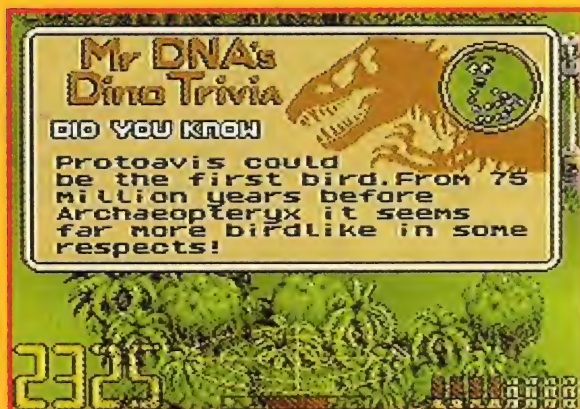 Mr DNA's
Dino Trivia
DID YOU KNOW
Protoavis could
be the first bird.From 75
million years before
Archaeopteryx it seems
far more birdlike in some
respects!
2325